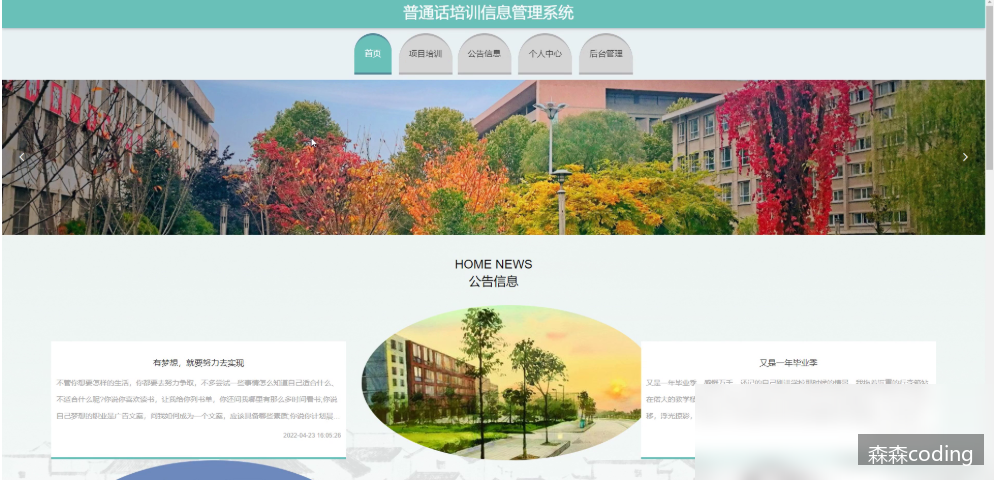 普通话培训信息管理系统
首页 项目培训 公告信息 个人中心 后台管理
HOME NEWS
公告信息
有梦想，就要努力去实现
不管你想要怎样的生活，你都要去努力争取，不多尝试一些事情怎么知道自己适合什么、
不适合什么呢?你说你喜欢读书，让我给你列书单，你还问我哪里有那么多时间看书;你说
自己梦想的职业是广告文案，问我如何成为一个文案，应该具备哪些素质;你说你计划是...
2022-04-23 16:05:28
又是一年毕业季
森森coding